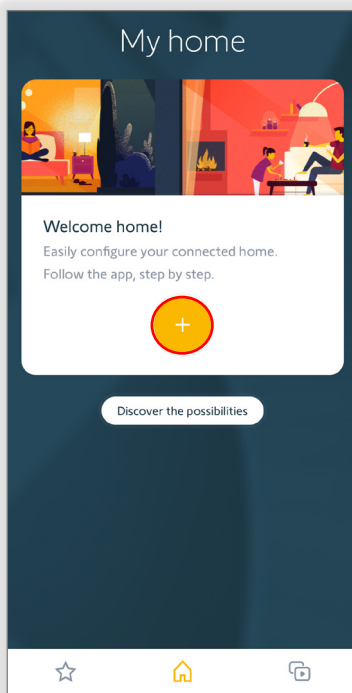 My home
Welcome home!
Easily configure your connected home.
Follow the app, step by step.
+
Discover the possibilities